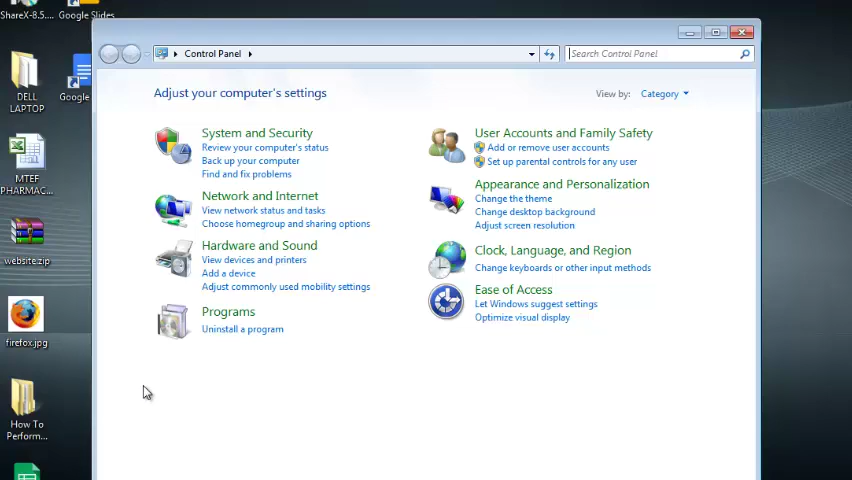 ShareX-8.5....
Google Slides
DELL
LAPTOP
Google
MTEF
PHARMAC...
website.zip
firefox.jpg
How To
Perform...
Control Panel
Search Control Panel
Adjust your computer's settings
View by:
Category
System and Security
Review your computer's status
Back up your computer
Find and fix problems
Network and Internet
View network status and tasks
Choose homegroup and sharing options
Hardware and Sound
View devices and printers
Add a device
Adjust commonly used mobility settings
Programs
Uninstall a program
User Accounts and Family Safety
Add or remove user accounts
Set up parental controls for any user
Appearance and Personalization
Change the theme
Change desktop background
Adjust screen resolution
Clock, Language, and Region
Change keyboards or other input methods
Ease of Access
Let Windows suggest settings
Optimize visual display